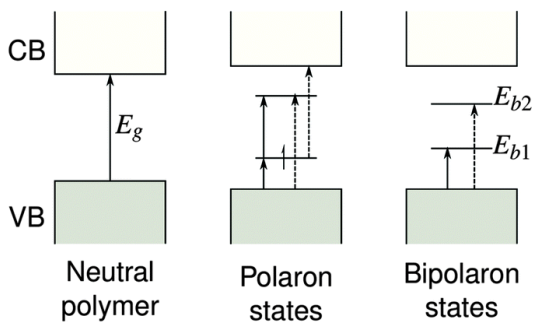 CB
E_g
E_b2
E_b1
VB
Neutral
polymer
Polaron
states
Bipolaron
states